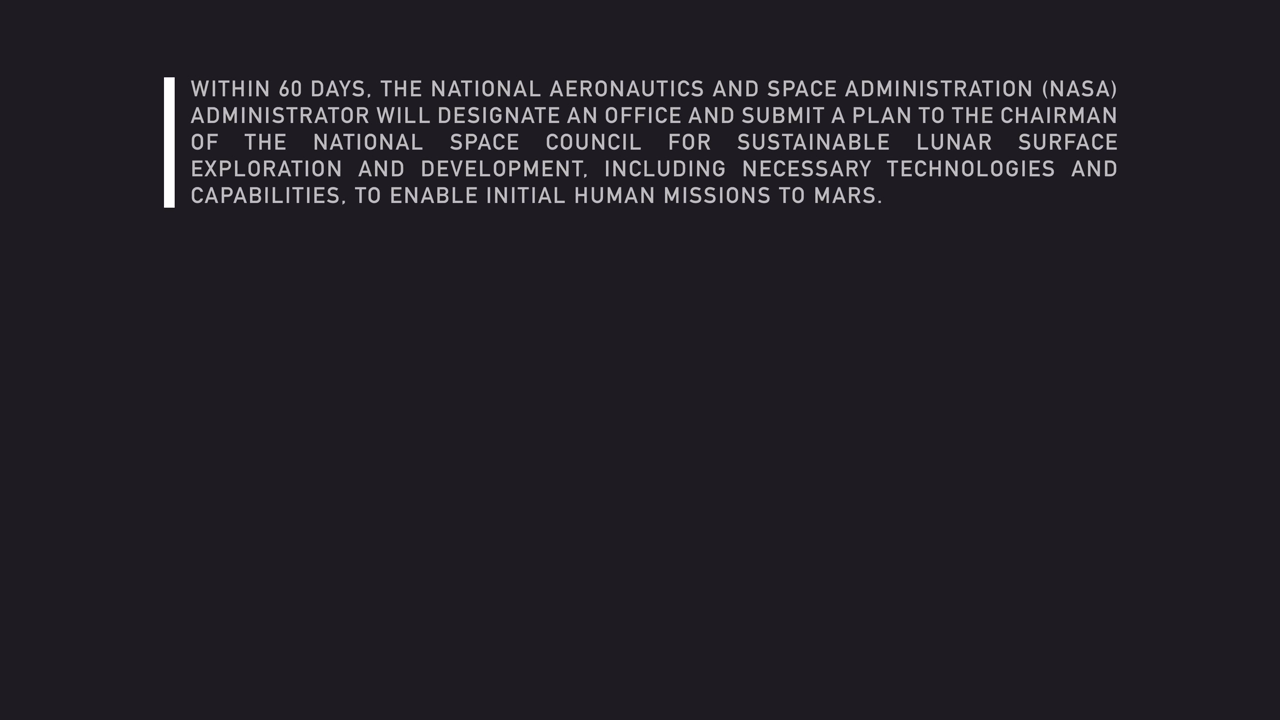 WITHIN 60 DAYS, THE NATIONAL AERONAUTICS AND SPACE ADMINISTRATION (NASA)
ADMINISTRATOR WILL DESIGNATE AN OFFICE AND SUBMIT A PLAN TO THE CHAIRMAN
OF THE NATIONAL SPACE COUNCIL FOR SUSTAINABLE LUNAR SURFACE
EXPLORATION AND DEVELOPMENT, INCLUDING NECESSARY TECHNOLOGIES AND
CAPABILITIES, TO ENABLE INITIAL HUMAN MISSIONS TO MARS.